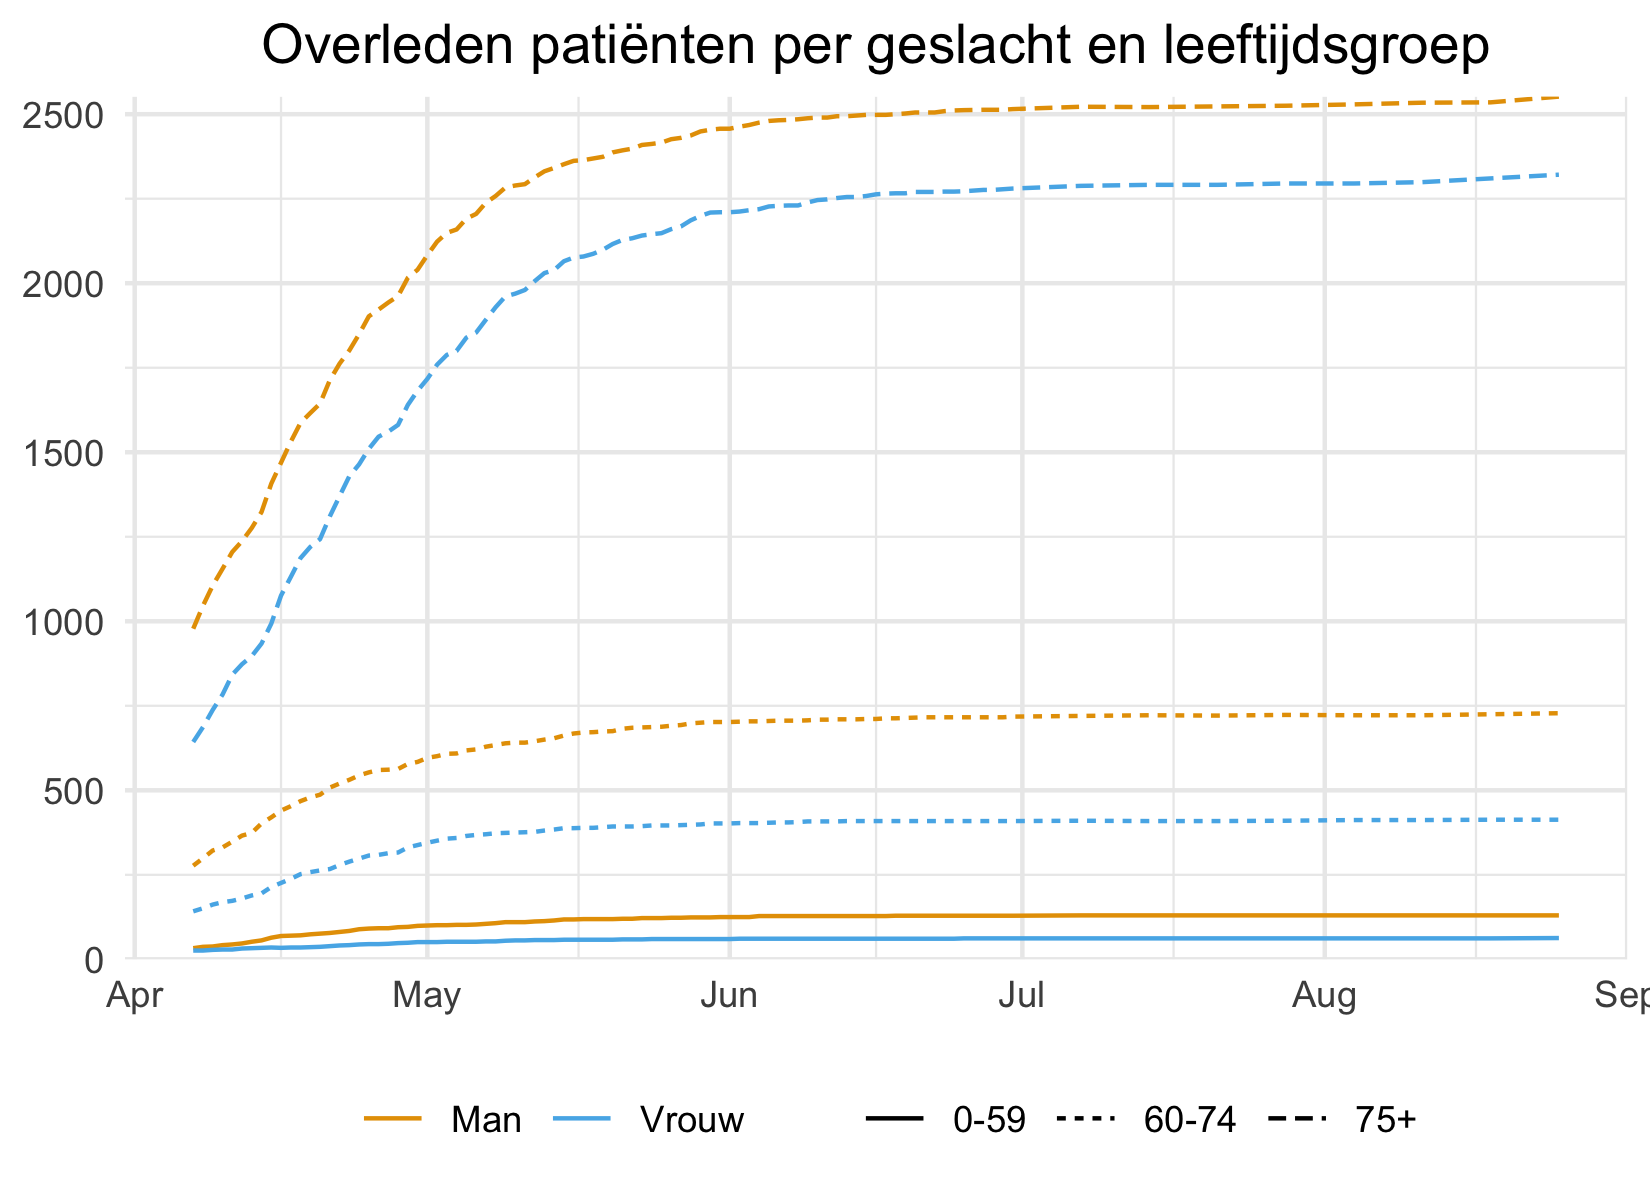 Overleden patiënten per geslacht en leeftijdsgroep
2500
2000
1500
1000
500
0
Apr May Jun Jul Aug Sep
Man Vrouw 0-59 60-74 75+